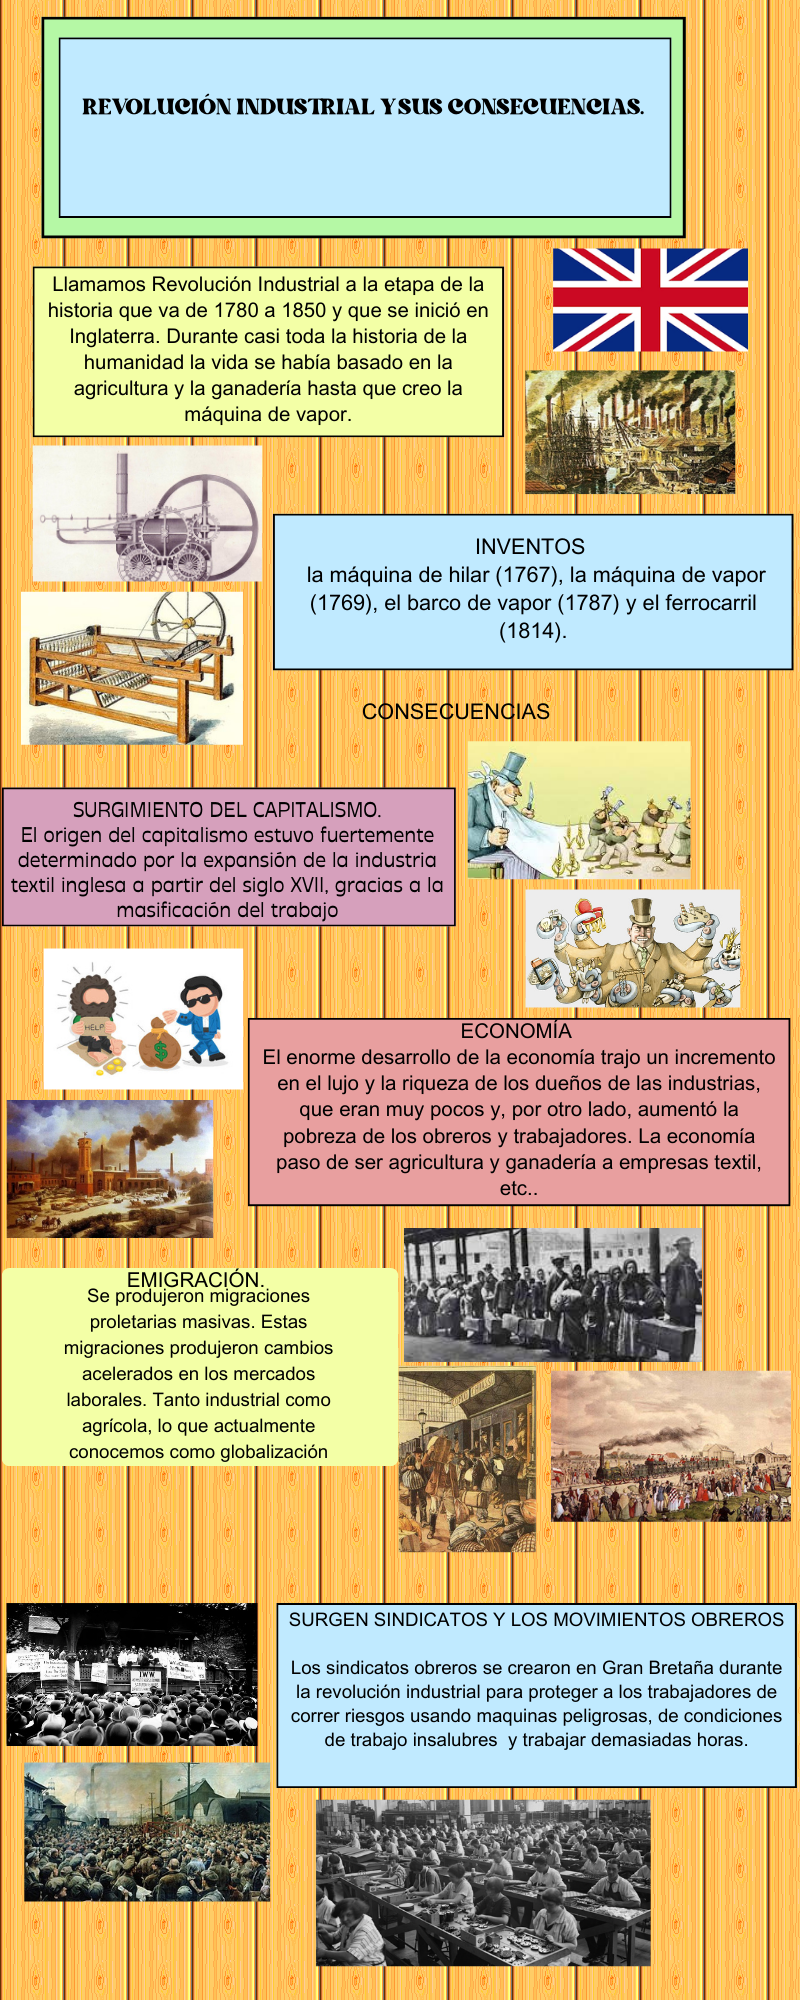 REVOLUCIÓN INDUSTRIAL Y SUS CONSECUENCIAS.
Llamamos Revolución Industrial a la etapa de la
historia que va de 1780 a 1850 y que se inició en
Inglaterra. Durante casi toda la historia de la
humanidad la vida se había basado en la
agricultura y la ganadería hasta que creo la
máquina de vapor.
INVENTOS
la máquina de hilar (1767), la máquina de vapor
(1769), el barco de vapor (1787) y el ferrocarril
(1814).
CONSECUENCIAS
SURGIMIENTO DEL CAPITALISMO.
El origen del capitalismo estuvo fuertemente
determinado por la expansión de la industria
textil inglesa a partir del siglo XVII, gracias a la
masificación del trabajo
HELP
$
ECONOMÍA
El enorme desarrollo de la economía trajo un incremento
en el lujo y la riqueza de los dueños de las industrias,
que eran muy pocos y, por otro lado, aumentó la
pobreza de los obreros y trabajadores. La economía
paso de ser agricultura y ganadería a empresas textil,
etc..
EMIGRACIÓN.
Se produjeron migraciones
proletarias masivas. Estas
migraciones produjeron cambios
acelerados en los mercados
laborales. Tanto industrial como
agrícola, lo que actualmente
conocemos como globalización
IWW
SURGEN SINDICATOS Y LOS MOVIMIENTOS OBREROS
Los sindicatos obreros se crearon en Gran Bretaña durante
la revolución industrial para proteger a los trabajadores de
correr riesgos usando maquinas peligrosas, de condiciones
de trabajo insalubres y trabajar demasiadas horas.